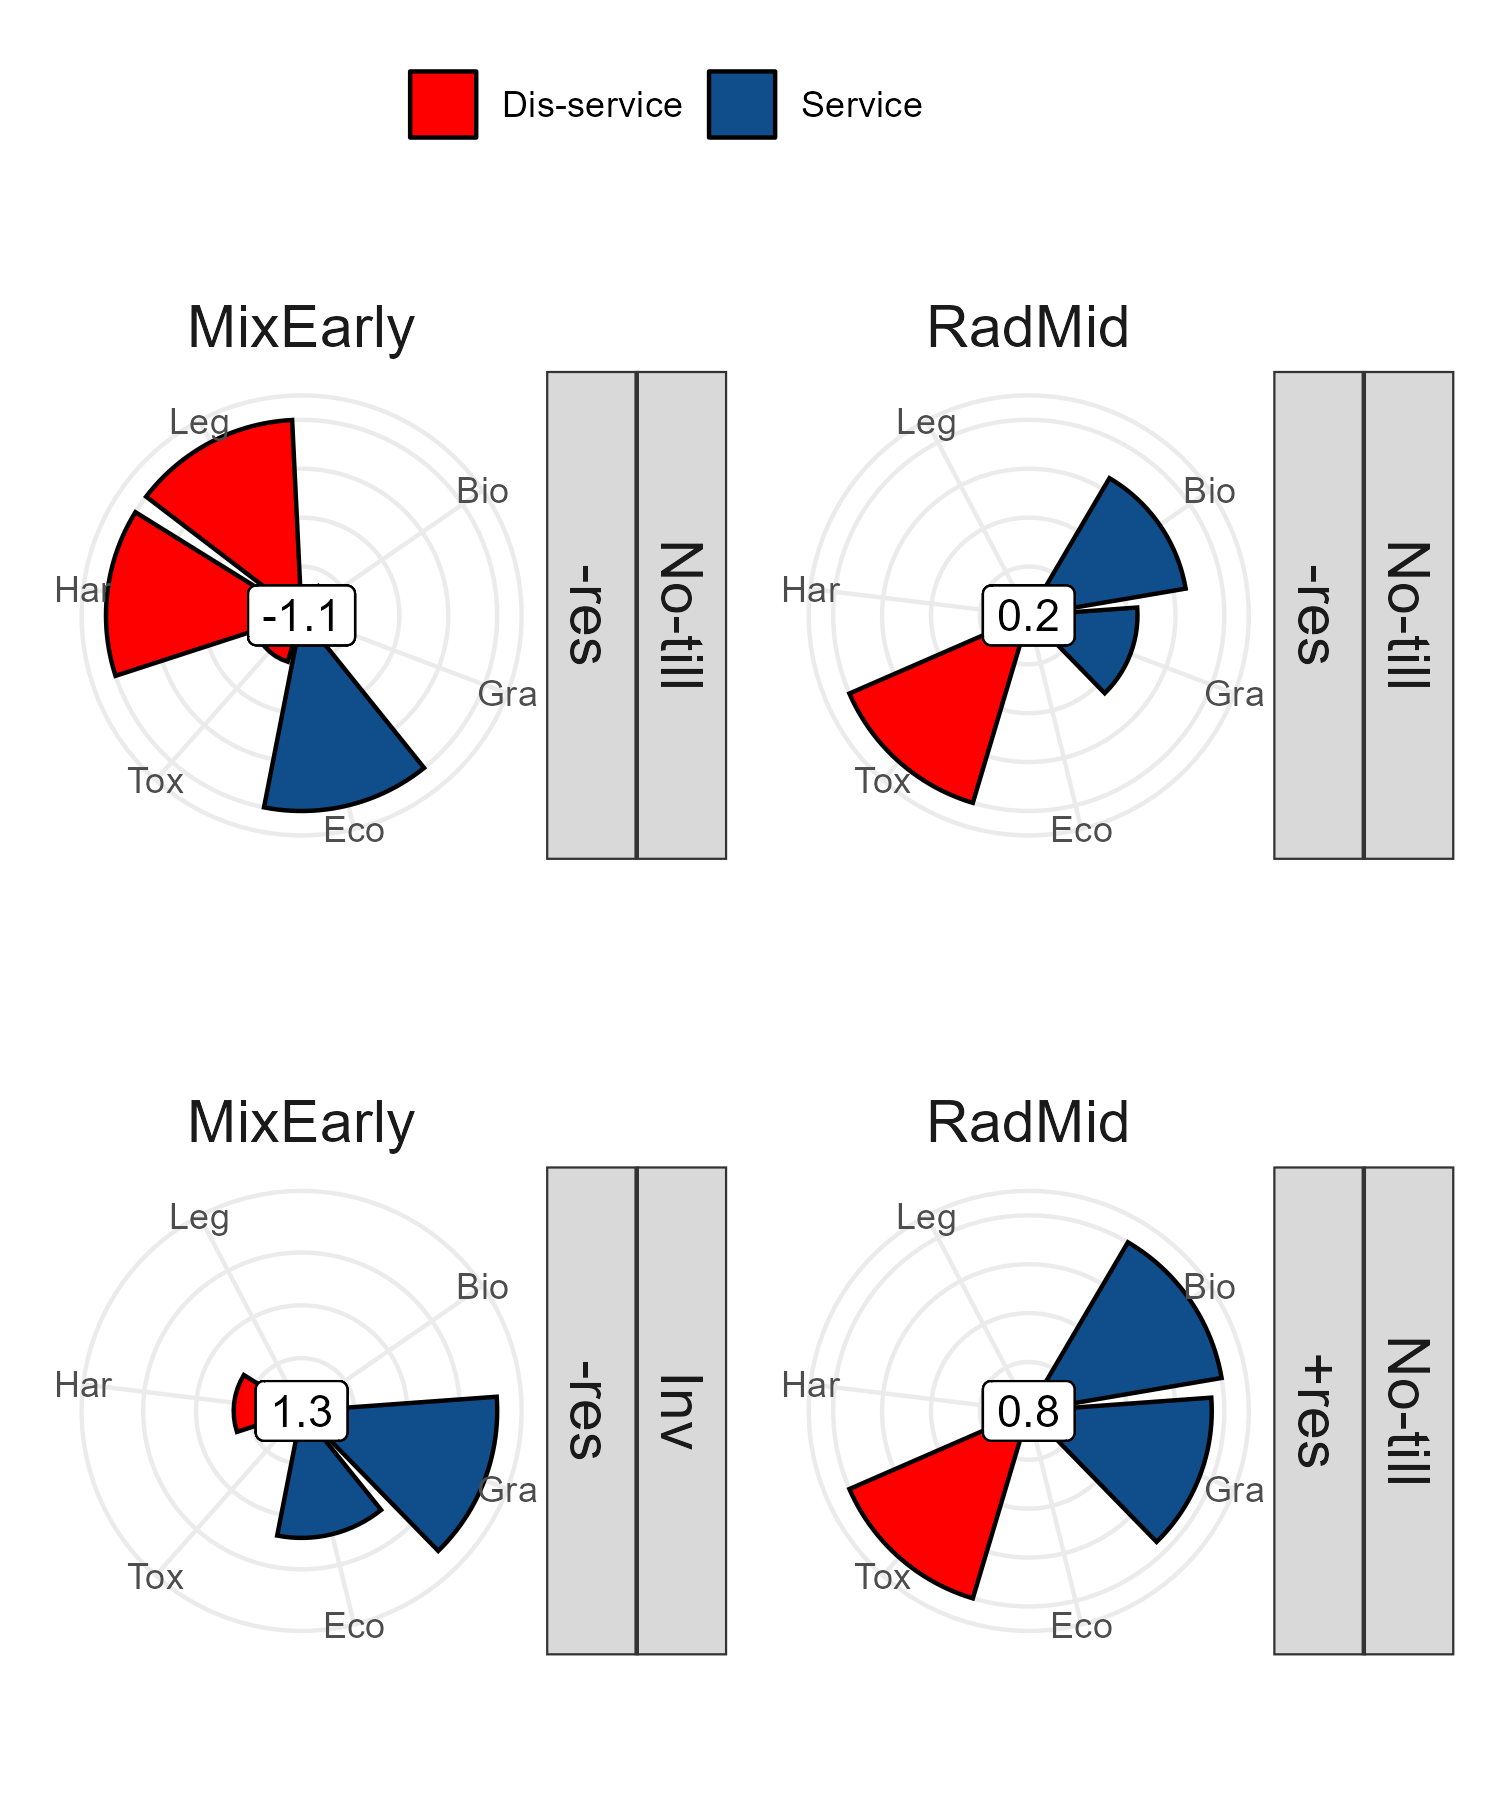 Dis-service
Service
MixEarly
Leg
Bio
Har
-1.1
Gra
Tox
Eco
-res
No-till
RadMid
Leg
Bio
Har
0.2
Gra
Tox
Eco
-res
No-till
MixEarly
Leg
Bio
Har
1.3
Gra
Tox
Eco
-res
Inv
RadMid
Leg
Bio
Har
0.8
Gra
Tox
Eco
+res
No-till